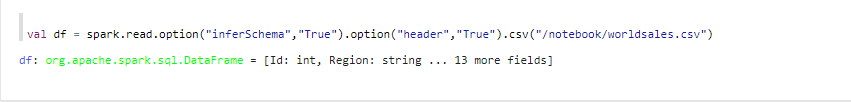 val df = spark.read.option("inferSchema","True").option("header","True").csv("/notebook/worldsales.csv")
df: org.apache.spark.sql.DataFrame = [Id: int, Region: string ... 13 more fields]